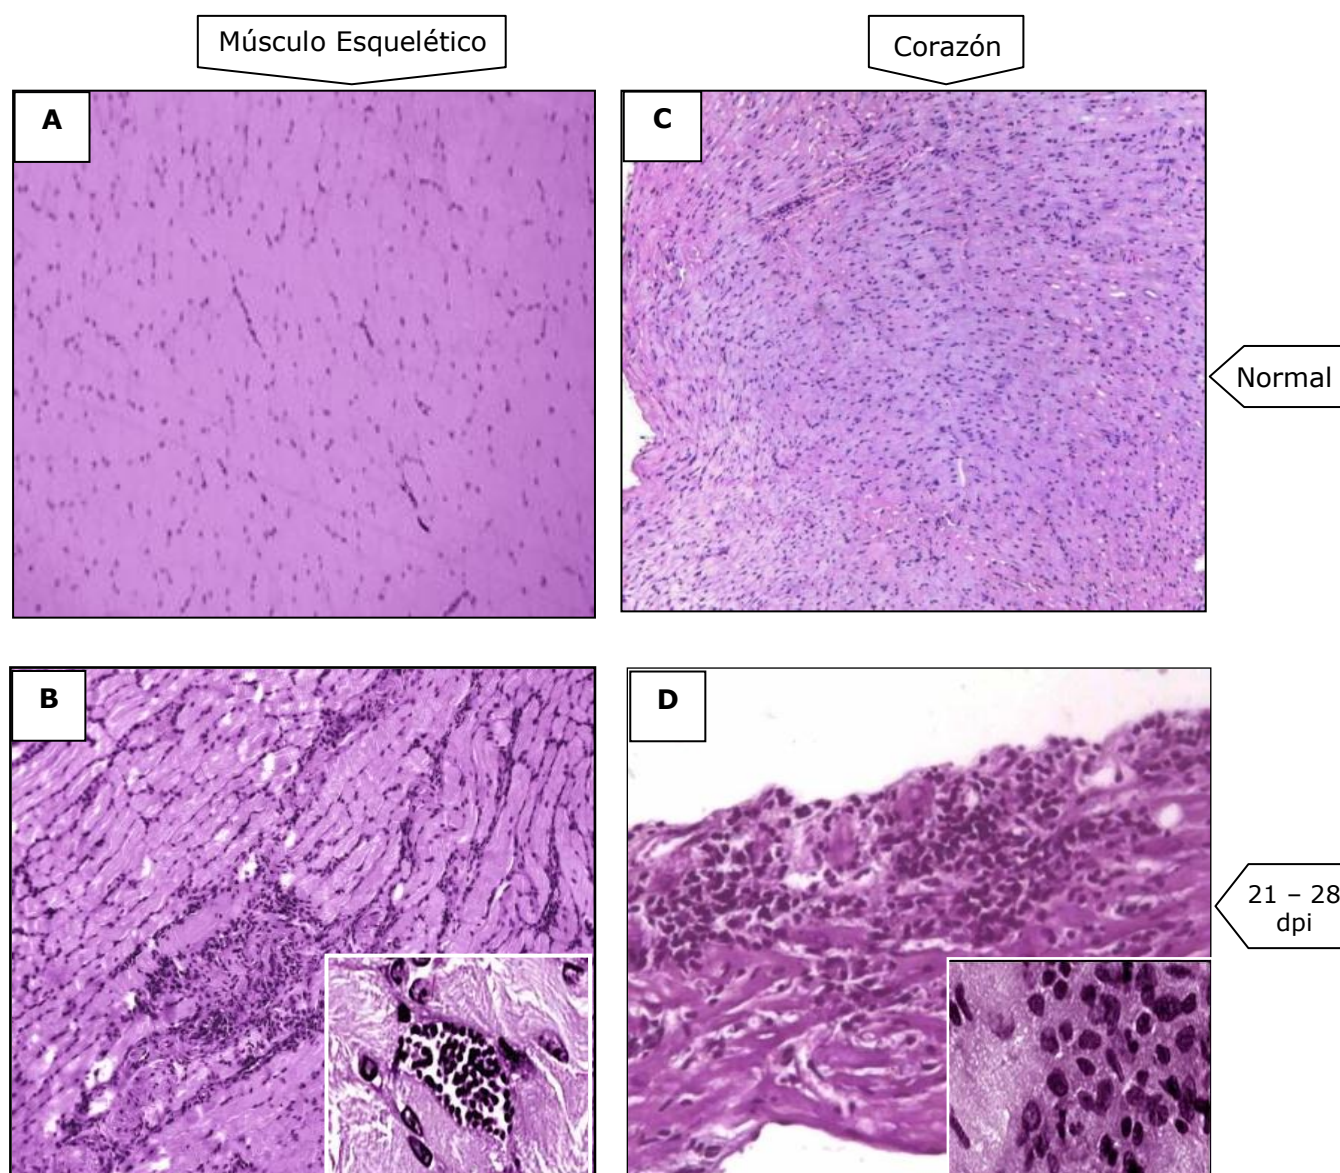 Músculo Esquelético
Corazón
A
C
Normal
B
D
21 – 28
dpi